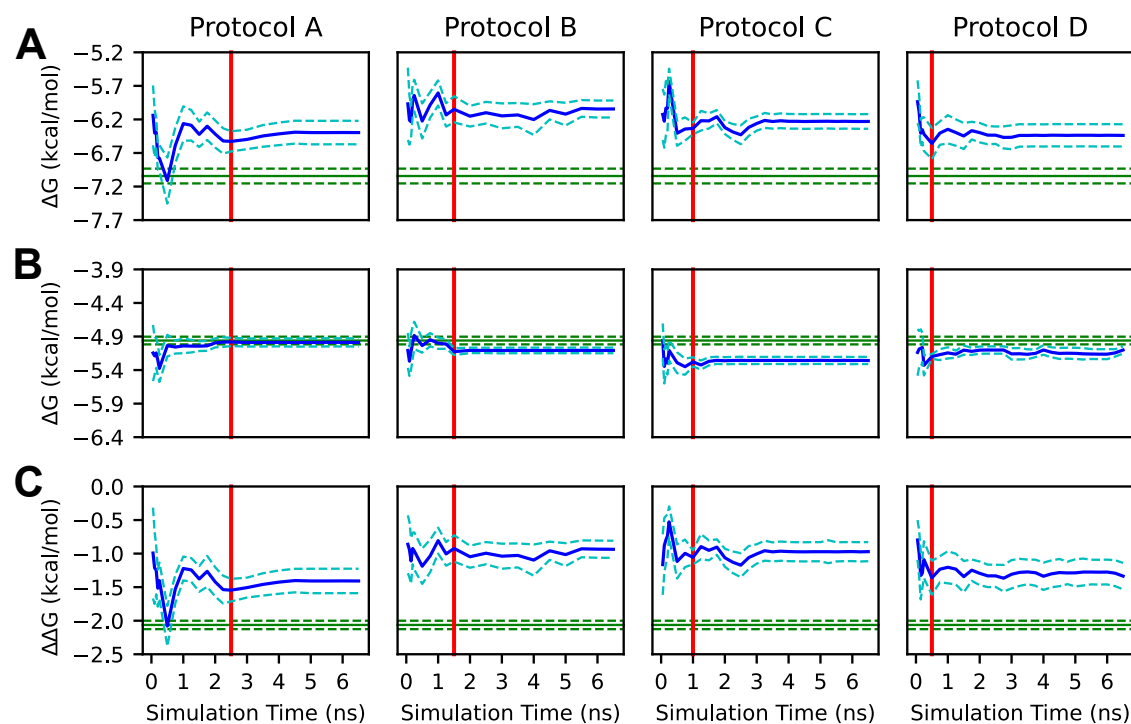 Protocol A Protocol B Protocol C Protocol D
A
ΔG (kcal/mol)
−5.2
−5.7
−6.2
−6.7
−7.2
−7.7
B
ΔG (kcal/mol)
−3.9
−4.4
−4.9
−5.4
−5.9
−6.4
C
ΔΔG (kcal/mol)
0.0
−0.5
−1.0
−1.5
−2.0
−2.5
0 1 2 3 4 5 6 0 1 2 3 4 5 6 0 1 2 3 4 5 6 0 1 2 3 4 5 6
Simulation Time (ns) Simulation Time (ns) Simulation Time (ns) Simulation Time (ns)